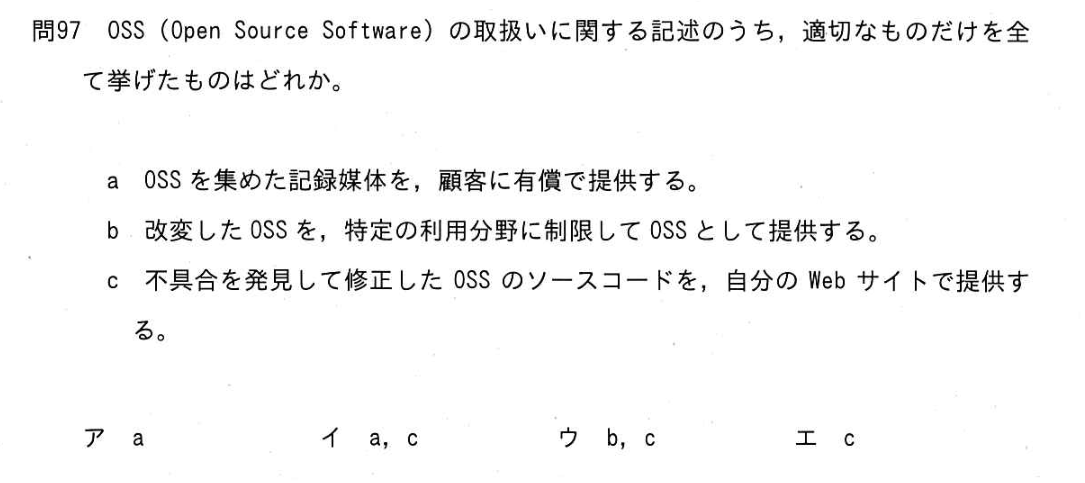 問97　OSS（Open Source Software）の取扱いに関する記述のうち，適切なものだけを全
て挙げたものはどれか。
a　OSS を集めた記録媒体を，顧客に有償で提供する。
b　改変した OSS を，特定の利用分野に制限して OSS として提供する。
c　不具合を発見して修正した OSS のソースコードを，自分の Web サイトで提供す
る。
ア　a　　イ　a, c　　ウ　b, c　　エ　c